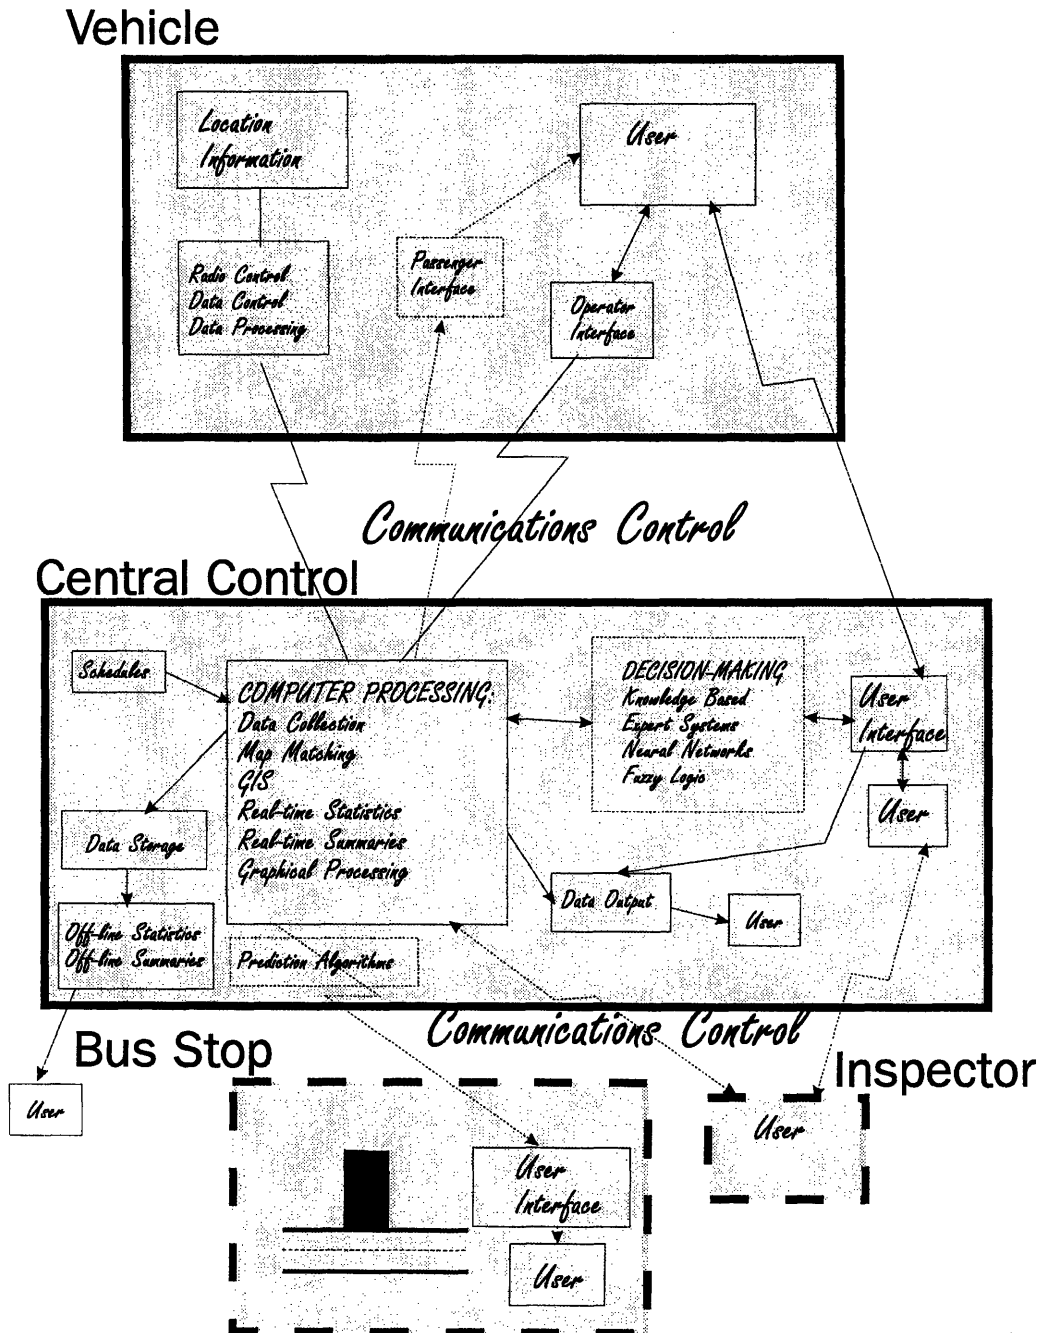 Vehicle
Location
Information
User
Radio Control
Data Control
Data Processing
Passenger
Interface
Operator
Interface
Communications Control
Central Control
Schedules
COMPUTER PROCESSING:
Data Collection
Map Matching
GIS
Real-time Statistics
Real-time Summaries
Graphical Processing
DECISION-MAKING
Knowledge Based
Expert Systems
Neural Networks
Fuzzy Logic
User
Interface
User
Data Storage
Data Output
User
Off-line Statistics
Off-line Summaries
Prediction Algorithms
Communications Control
Bus Stop
Inspector
User
User
User
Interface
User